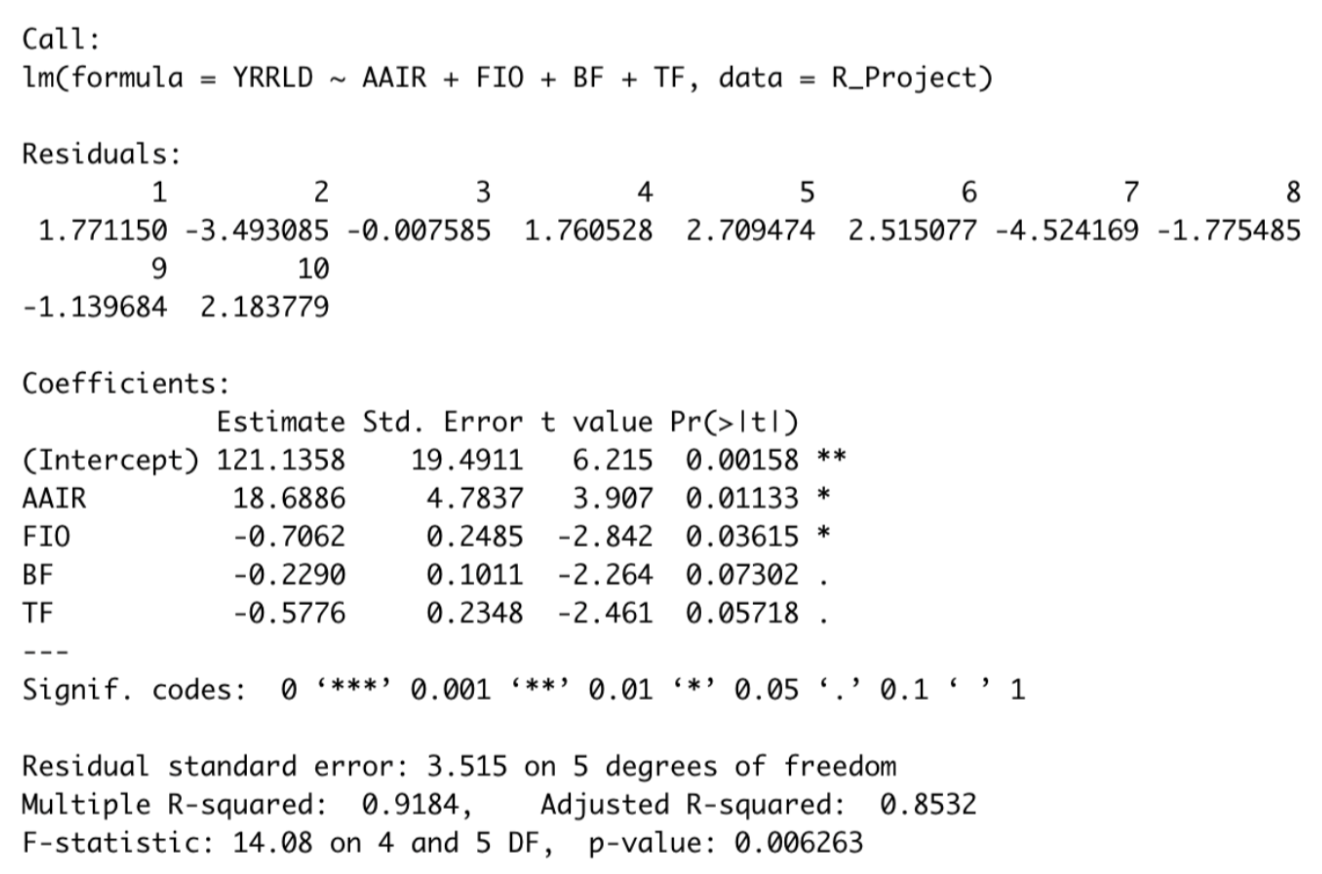 Call:
lm(formula = YRRLD ~ AAIR + FIO + BF + TF, data = R_Project)
Residuals:
1 2 3 4 5 6 7 8
1.771150 -3.493085 -0.007585 1.760528 2.709474 2.515077 -4.524169 -1.775485
9 10
-1.139684 2.183779
Coefficients:
Estimate Std. Error t value Pr(>|t|)
(Intercept) 121.1358 19.4911 6.215 0.00158 **
AAIR 18.6886 4.7837 3.907 0.01133 *
FIO -0.7062 0.2485 -2.842 0.03615 *
BF -0.2290 0.1011 -2.264 0.07302 .
TF -0.5776 0.2348 -2.461 0.05718 .
---
Signif. codes: 0 ‘***’ 0.001 ‘**’ 0.01 ‘*’ 0.05 ‘.’ 0.1 ‘ ’ 1
Residual standard error: 3.515 on 5 degrees of freedom
Multiple R-squared: 0.9184, Adjusted R-squared: 0.8532
F-statistic: 14.08 on 4 and 5 DF, p-value: 0.006263